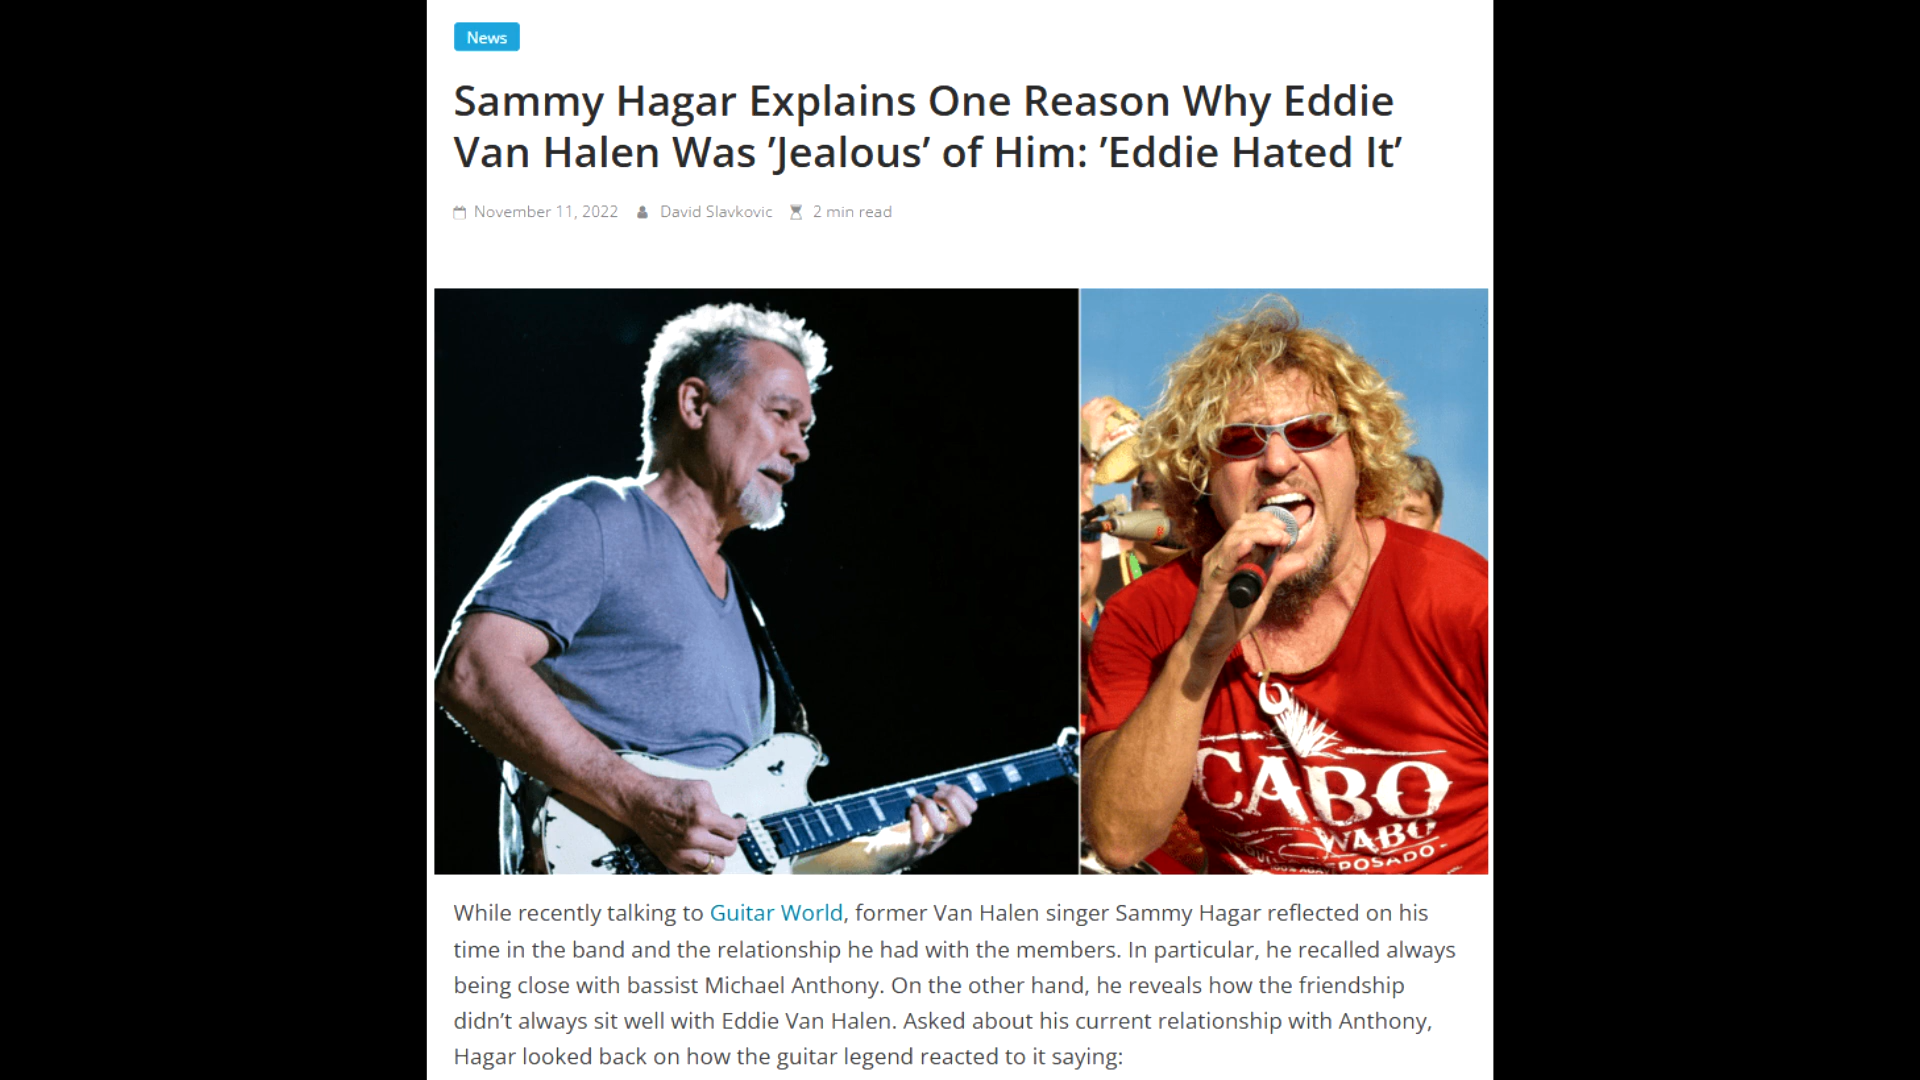 News
Sammy Hagar Explains One Reason Why Eddie
Van Halen Was ’Jealous’ of Him: ’Eddie Hated It’
November 11, 2022 David Slavkovic 2 min read
CABO
WABO
POSADO
While recently talking to Guitar World, former Van Halen singer Sammy Hagar reflected on his
time in the band and the relationship he had with the members. In particular, he recalled always
being close with bassist Michael Anthony. On the other hand, he reveals how the friendship
didn’t always sit well with Eddie Van Halen. Asked about his current relationship with Anthony,
Hagar looked back on how the guitar legend reacted to it saying: